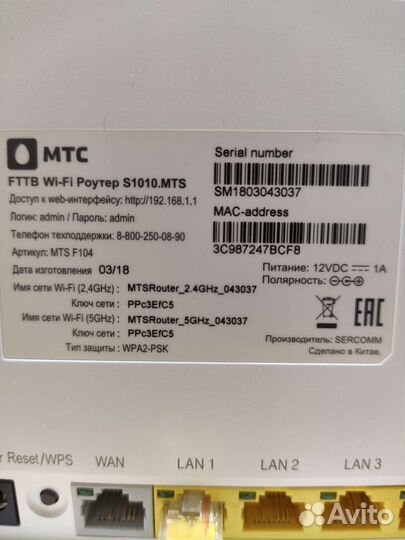 МТС
FTTB Wi-Fi Роутер S1010.MTS
Доступ к web-интерфейсу: http://192.168.1.1
Логин: admin / Пароль: admin
Телефон техподдержки: 8-800-250-08-90
Артикул: MTS F104
Дата изготовления 03/18
Serial number
SM1803043037
MAC-address
3C987247BCF8
Питание: 12VDC 1A
Полярность:
Имя сети Wi-Fi (2,4GHz) : MTSRouter_2.4GHz_043037
Ключ сети : PPc3EfC5
Имя сети Wi-Fi (5GHz) : MTSRouter_5GHz_043037
Ключ сети : PPc3EfC5
Тип защиты : WPA2-PSK
EAC
Производитель: SERCOMM
Сделано в Китае.
r Reset/WPS WAN LAN 1 LAN 2 LAN 3
Avito